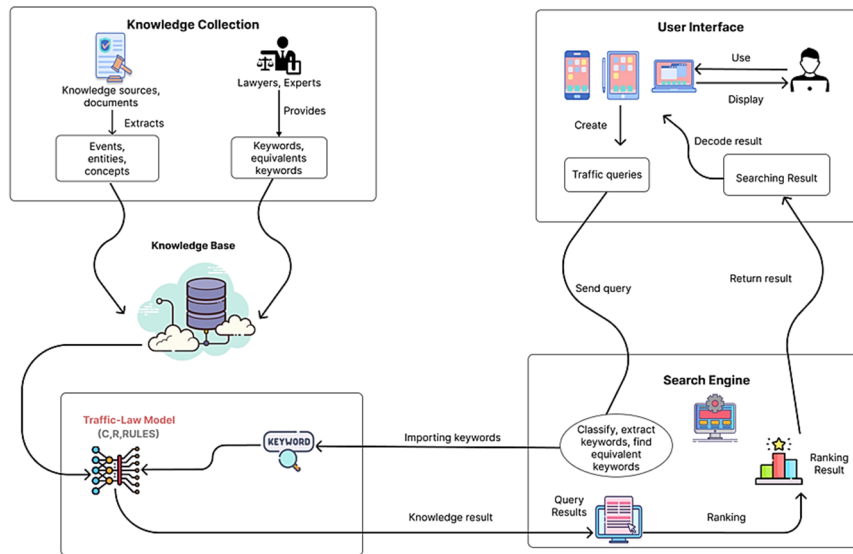 Knowledge Collection
Knowledge sources,
documents
Extracts
Events,
entities,
concepts
Lawyers, Experts
Provides
Keywords,
equivalents
keywords
Knowledge Base
User Interface
Use
Display
Create
Decode result
Traffic queries
Searching Result
Send query
Return result
Search Engine
Classify, extract
keywords, find
equivalent
keywords
Ranking
Result
Importing keywords
Traffic-Law Model
(C,R,RULES)
KEYWORD
Knowledge result
Query
Results
Ranking